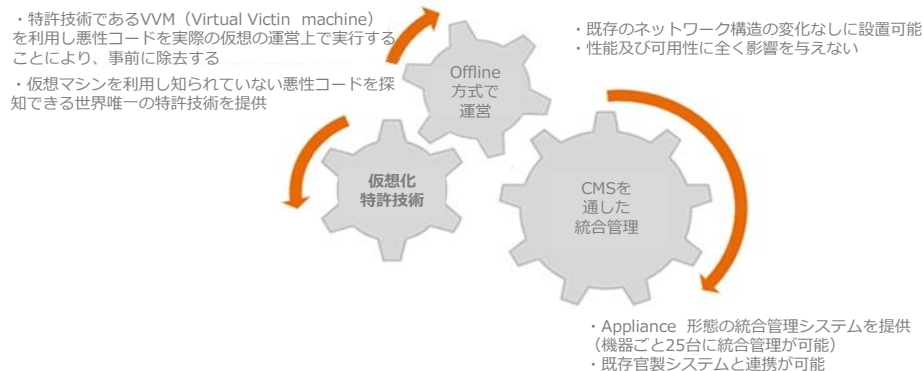 ・特許技術であるVVM（Virtual Victin machine）
を利用し悪性コードを実際の仮想の運営上で実行する
ことにより、事前に除去する
・仮想マシンを利用し知られていない悪性コードを探
知できる世界唯一の特許技術を提供
・既存のネットワーク構造の変化なしに設置可能
・性能及び可用性に全く影響を与えない
Offline
方式で
運営
仮想化
特許技術
CMSを
通した
統合管理
・Appliance 形態の統合管理システムを提供
（機器ごと25台に統合管理が可能）
・既存官製システムと連携が可能